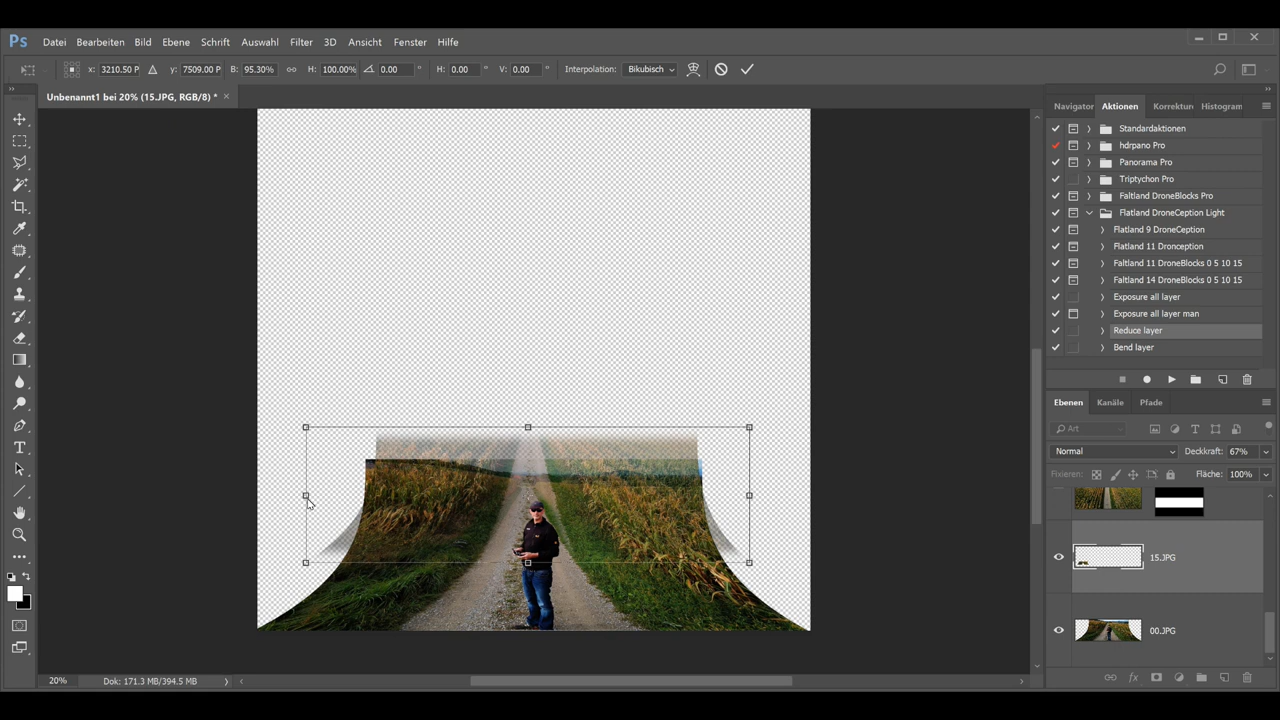 Ps Datei Bearbeiten Bild Ebene Schrift Auswahl Filter 3D Ansicht Fenster Hilfe
x: 3210.50 P y: 7509.00 P B: 95.30% H: 100.00% 0.00 ° H: 0.00 ° V: 0.00 ° Interpolation: Bikubisch
Unbenannt1 bei 20% (15.JPG, RGB/8) *
Navigator Aktionen Korrektur Histogram
Standardaktionen
hdrpano Pro
Panorama Pro
Triptychon Pro
Faltland DroneBlocks Pro
Flatland DroneCeption Light
Flatland 9 DroneCeption
Flatland 11 Dronception
Faltland 11 DroneBlocks 0 5 10 15
Faltland 14 DroneBlocks 0 5 10 15
Exposure all layer
Exposure all layer man
Reduce layer
Bend layer
Ebenen Kanäle Pfade
Art
Normal Deckkraft: 67%
Fixieren: Fläche: 100%
15.JPG
00.JPG
20% Dok: 171.3 MB/394.5 MB